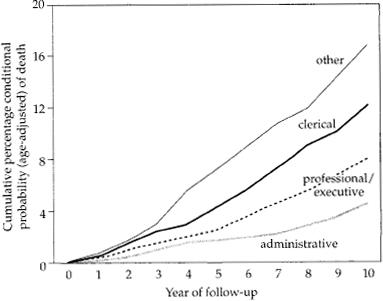 Cumulative percentage conditional
probability (age-adjusted) of death
20
16
12
8
4
0
other
clerical
professional/
executive
administrative
0 1 2 3 4 5 6 7 8 9 10
Year of follow-up